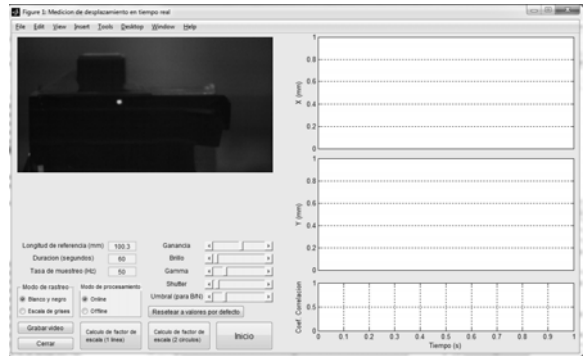 Figure 1: Medicion de desplazamiento en tiempo real
File Edit View Insert Tools Desktop Window Help
Longitud de referencia (mm) 100.3
Duracion (segundos) 60
Tasa de muestreo (Hz) 50
Modo de rastreo
Blanco y negro
Escala de grises
Modo de procesamiento
Online
Offline
Grabar video
Cerrar
Calculo de factor de
escala (1 linea)
Ganancia
Brillo
Gamma
Shutter
Umbral (para B/N)
Resetear a valores por defecto
Calculo de factor de
escala (2 circulos)
Inicio
1
0.8
0.6
0.4
0.2
0
X (mm)
1
0.8
0.6
0.4
0.2
0
Y (mm)
1
0.5
0
Coef. Correlacion
0 0.1 0.2 0.3 0.4 0.5 0.6 0.7 0.8 0.9 1
Tiempo (s)